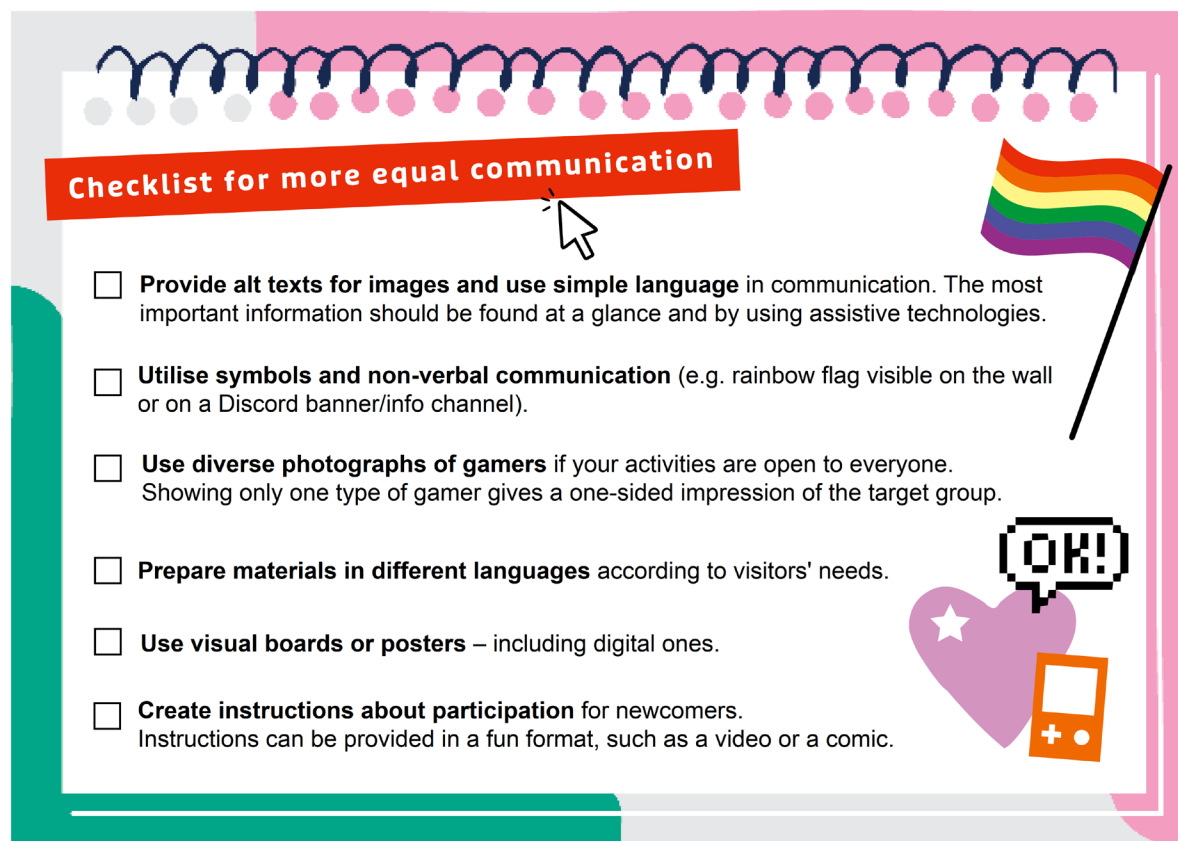 Checklist for more equal communication
Provide alt texts for images and use simple language in communication. The most
important information should be found at a glance and by using assistive technologies.
Utilise symbols and non-verbal communication (e.g. rainbow flag visible on the wall
or on a Discord banner/info channel).
Use diverse photographs of gamers if your activities are open to everyone.
Showing only one type of gamer gives a one-sided impression of the target group.
OK!
Prepare materials in different languages according to visitors' needs.
Use visual boards or posters – including digital ones.
Create instructions about participation for newcomers.
Instructions can be provided in a fun format, such as a video or a comic.